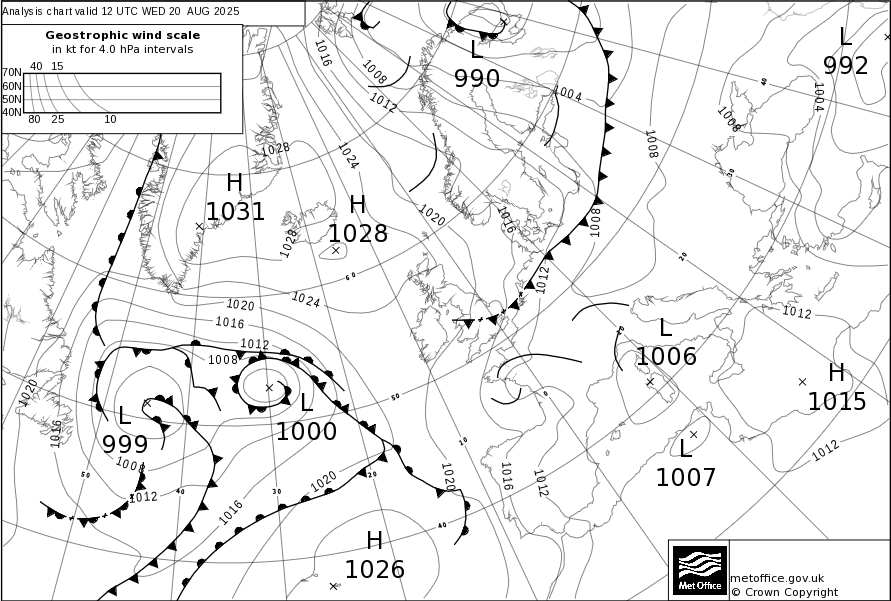 Analysis chart valid 12 UTC WED 20 AUG 2025
Geostrophic wind scale
in kt for 4.0 hPa intervals
40 15
70N
60N
50N
40N
80 25 10
L
990
L
992
H
1031
H
1028
L
1006
H
1015
L
999
L
1000
L
1007
H
1026
1016
1008
1012
1004
1004
1008
1008
1028
1024
1020
1016
1008
1028
1012
1024
1020
1016
1012
1008
1012
1020
1016
1008
1012
1016
1020
1020
1016
1012
1012
40
30
20
60
50
10
0
10
50
40
30
20
40
Met Office
metoffice.gov.uk
© Crown Copyright